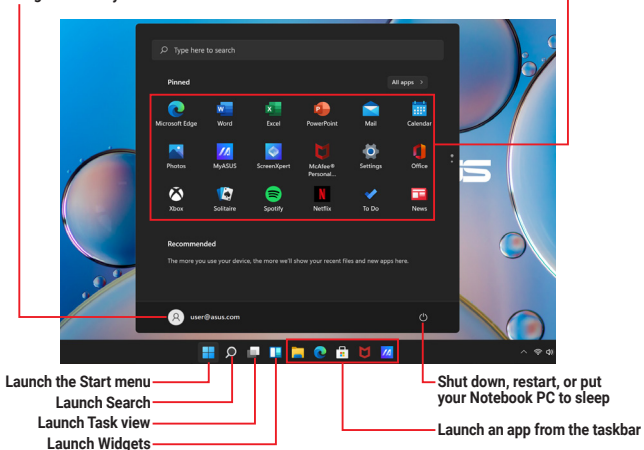 Type here to search
Pinned
All apps >
Microsoft Edge Word Excel PowerPoint Mail Calendar
Photos MyASUS ScreenXpert McAfee® Settings Office
Personal...
Xbox Solitaire Spotify Netflix To Do News
Recommended
The more you use your device, the more we'll show your recent files and new apps here.
user@asus.com
Launch the Start menu
Launch Search
Launch Task view
Launch Widgets
Shut down, restart, or put
your Notebook PC to sleep
Launch an app from the taskbar